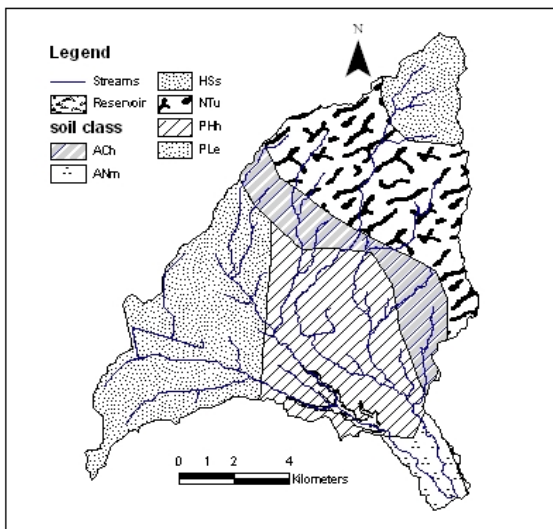 Legend
Streams
Reservoir
soil class
ACh
ANm
HSs
NTu
PHh
PLe
N
0 1 2 4
Kilometers